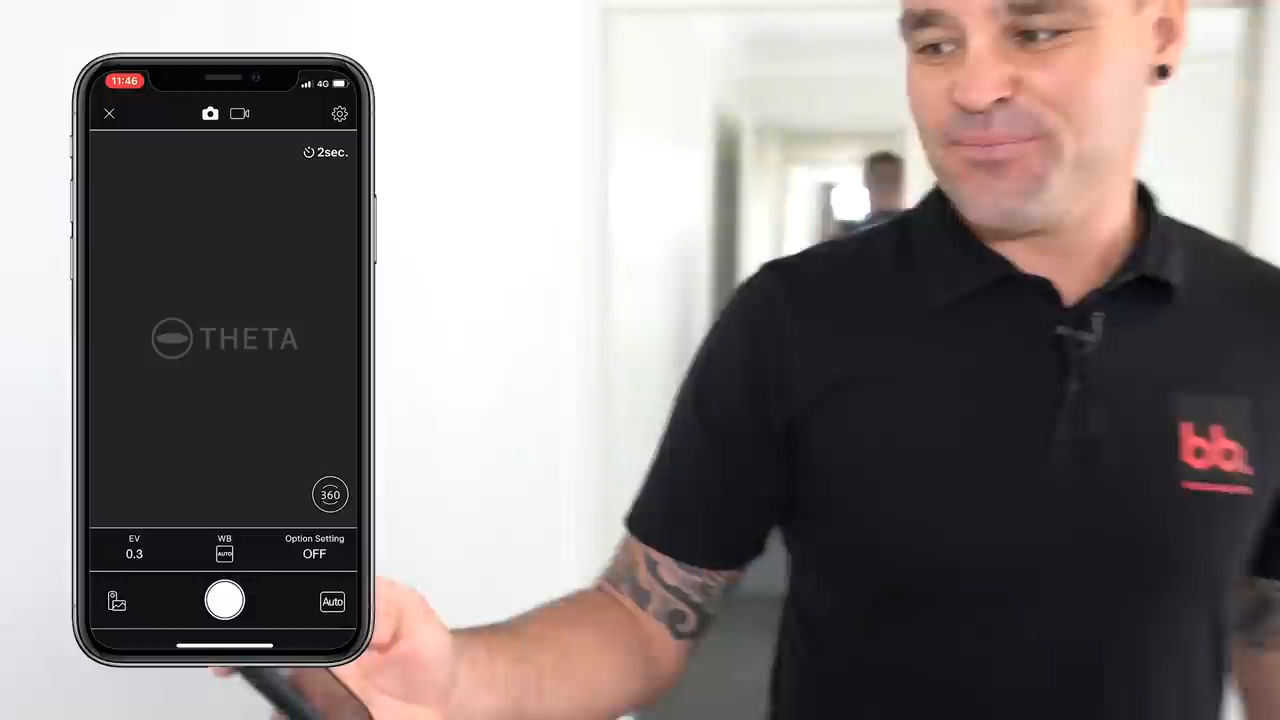 11:46
4G
2sec.
THETA
360
EV
WB
Option Setting
0.3
AUTO
OFF
Auto
bb.